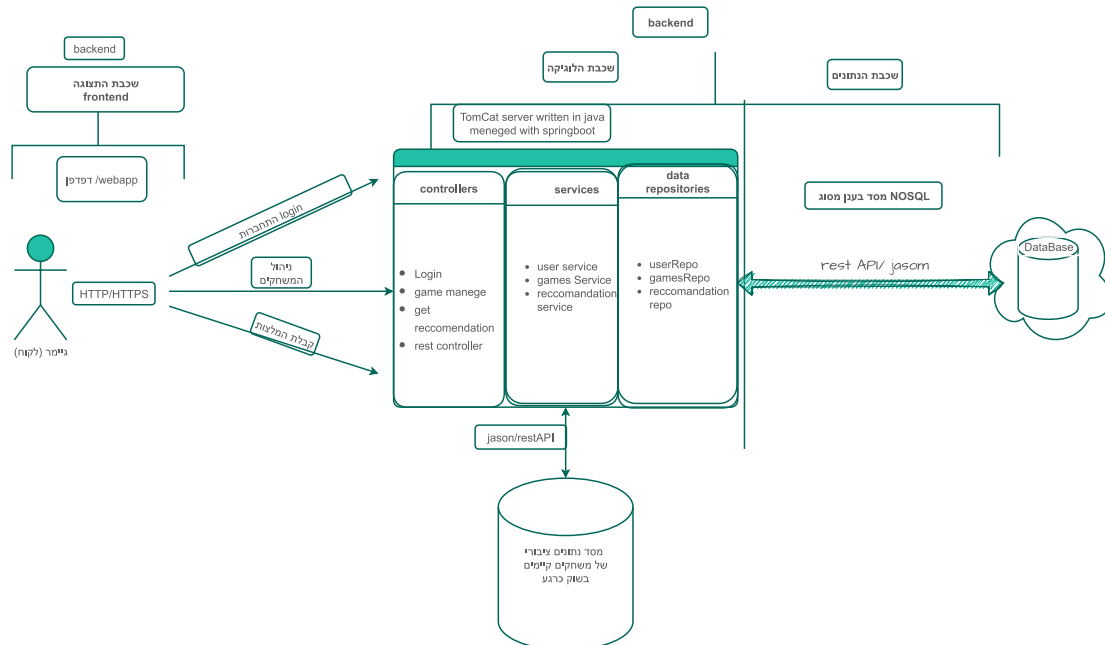 backend
backend
שכבת התצוגה
frontend
שכבת הלוגיקה
שכבת הנתונים
TomCat server written in java
meneged with springboot
דפדפן /webapp
controllers
services
data
repositories
מסד בענן מסוג NOSQL
התחברות login
ניהול
המשחקים
HTTP/HTTPS
קבלת המלצות
גיימר (לקוח)
Login
game manege
get
reccomendation
rest controller
user service
games Service
reccomandation
service
userRepo
gamesRepo
reccomandation
repo
rest API/ jasom
DataBase
jason/restAPI
מסד נתונים ציבורי
של משחקים קיימים
בשוק כרגע